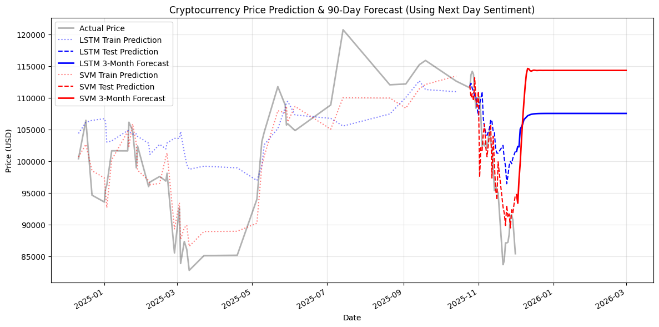 Cryptocurrency Price Prediction & 90-Day Forecast (Using Next Day Sentiment)
Actual Price
LSTM Train Prediction
LSTM Test Prediction
LSTM 3-Month Forecast
SVM Train Prediction
SVM Test Prediction
SVM 3-Month Forecast
Price (USD)
120000
115000
110000
105000
100000
95000
90000
85000
2025-01
2025-03
2025-05
2025-07
2025-09
2025-11
2026-01
2026-03
Date